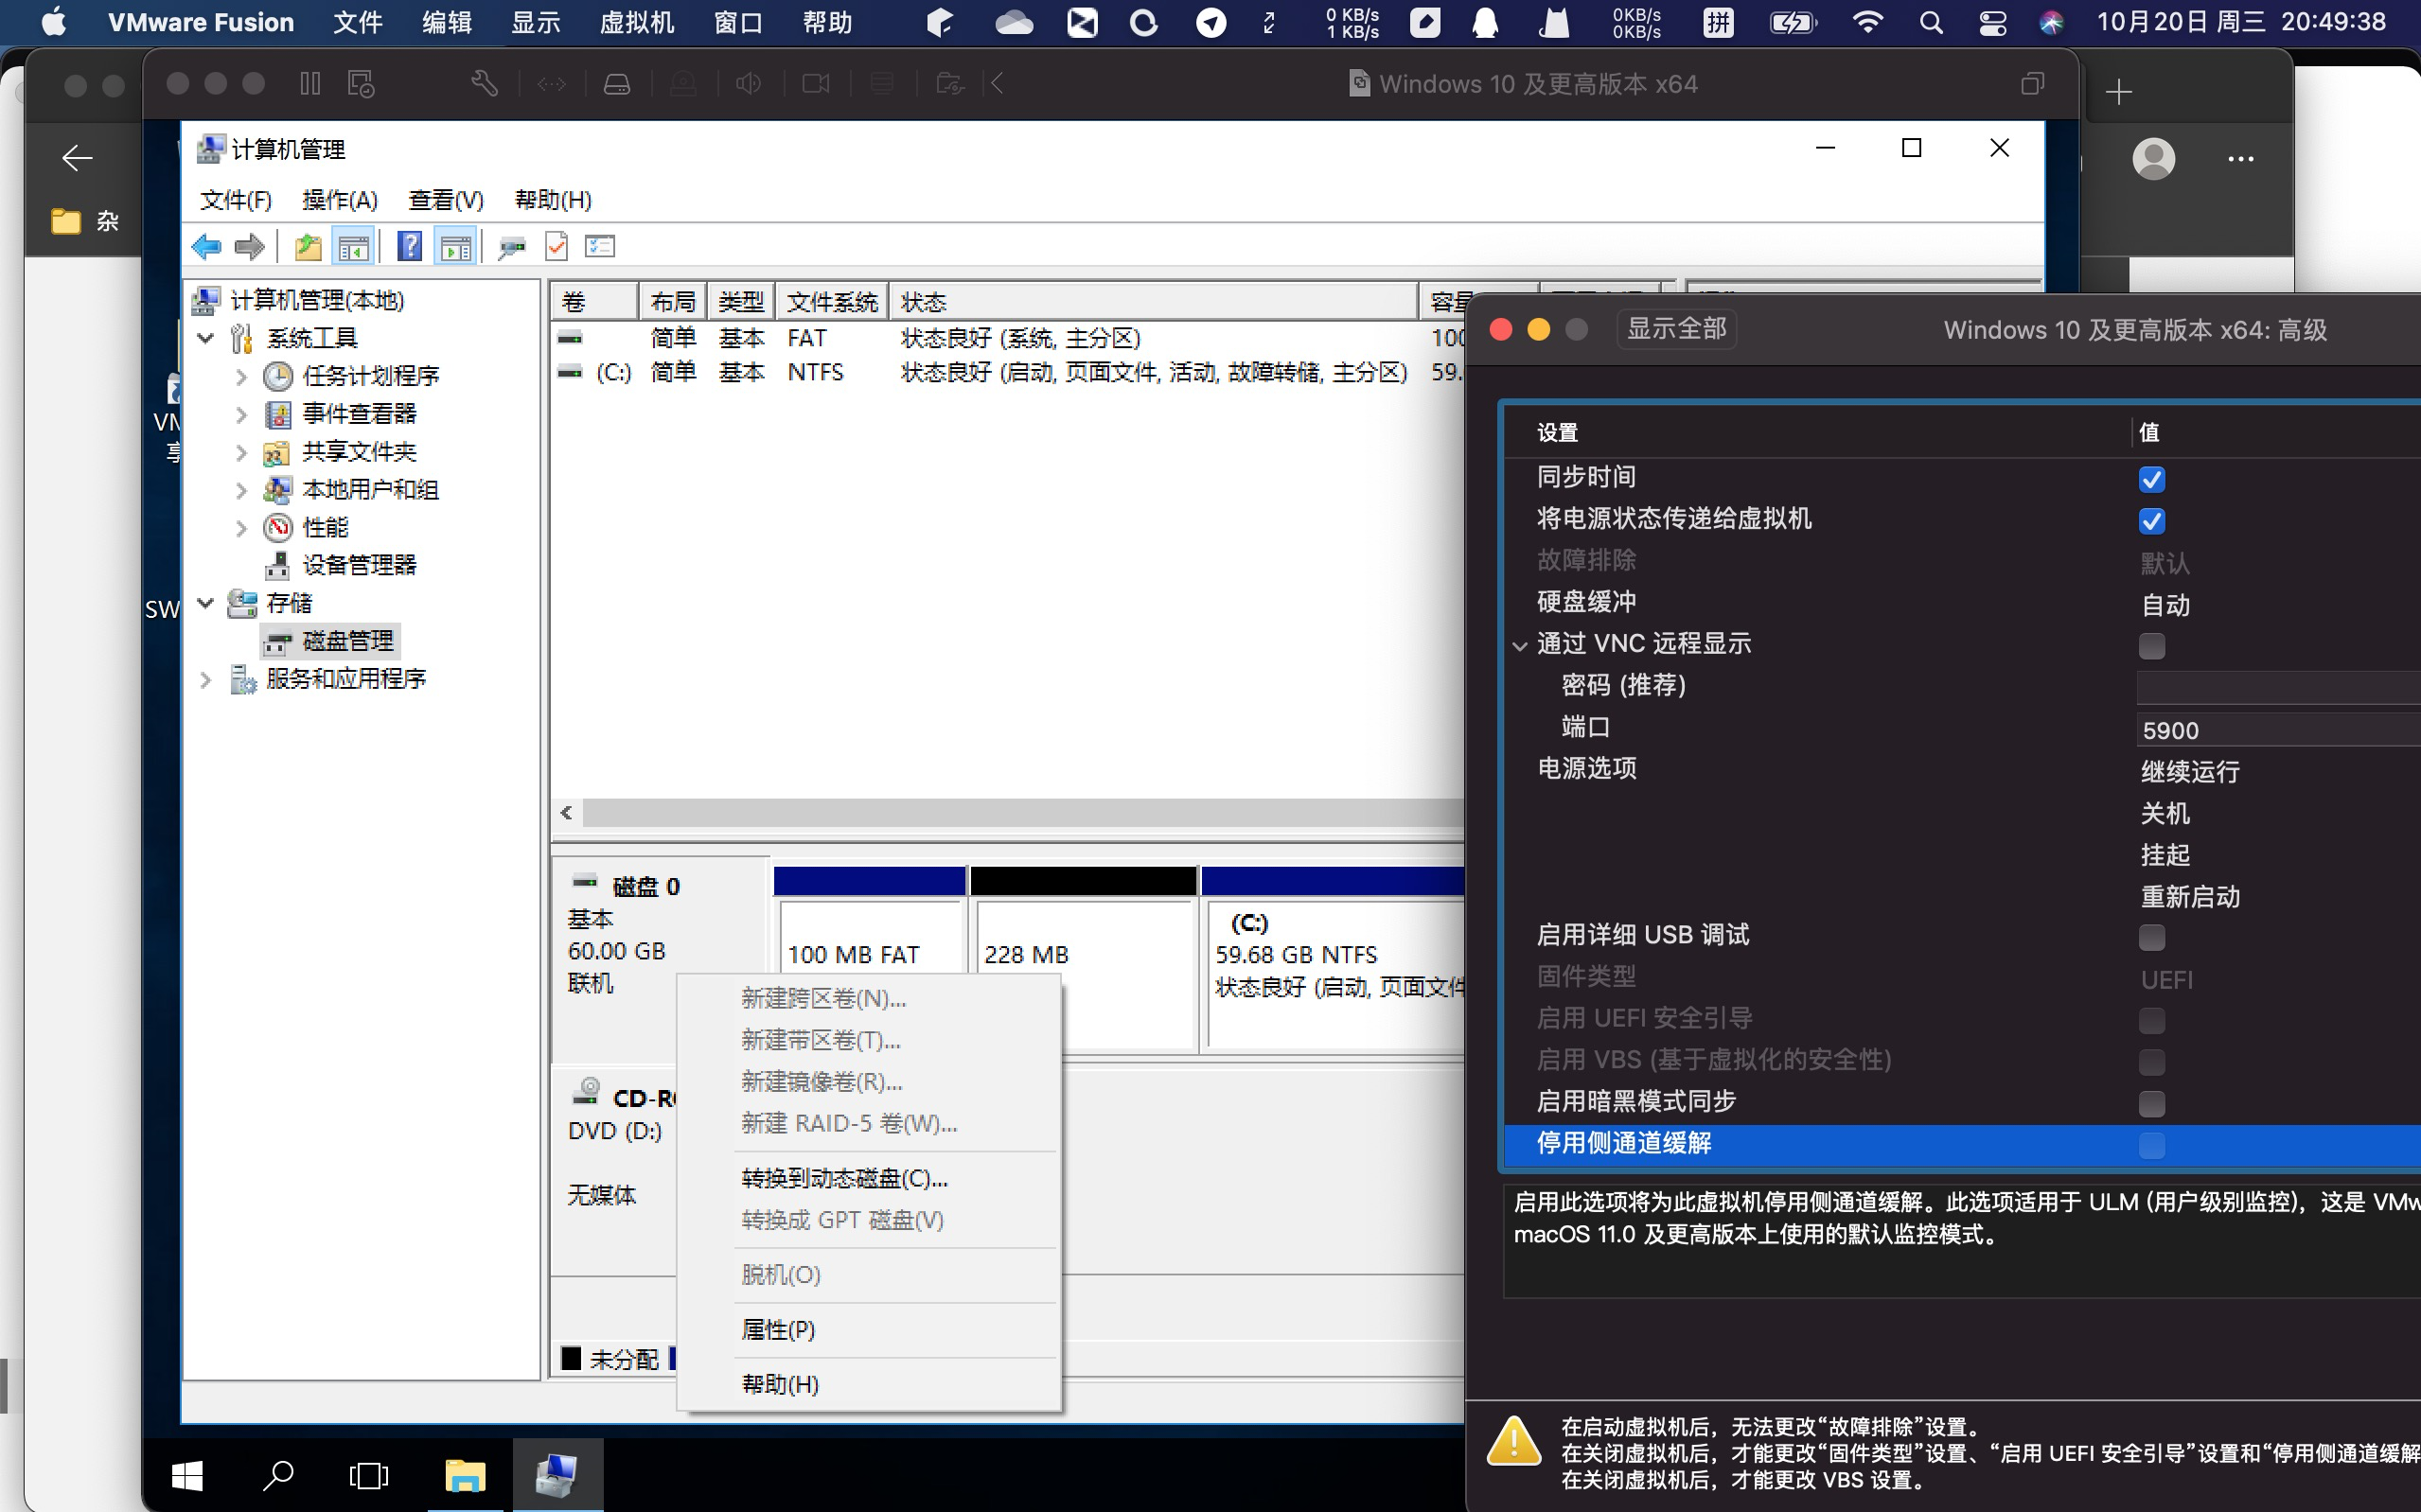 VMware Fusion 文件 编辑 显示 虚拟机 窗口 帮助 0 KB/s 1 KB/s 0KB/s 0KB/s 拼 10月20日 周三 20:49:38
Windows 10 及更高版本 x64
杂
计算机管理
文件(F) 操作(A) 查看(V) 帮助(H)
计算机管理(本地)
系统工具
任务计划程序
事件查看器
共享文件夹
本地用户和组
性能
设备管理器
存储
磁盘管理
服务和应用程序
VM
享
SW
卷 布局 类型 文件系统 状态 容量
简单 基本 FAT 状态良好 (系统, 主分区) 100
(C:) 简单 基本 NTFS 状态良好 (启动, 页面文件, 活动, 故障转储, 主分区) 59.
磁盘 0
基本
60.00 GB
联机
100 MB FAT
228 MB
(C:)
59.68 GB NTFS
状态良好 (启动, 页面文件
CD-R
DVD (D:)
无媒体
未分配
新建跨区卷(N)...
新建带区卷(T)...
新建镜像卷(R)...
新建 RAID-5 卷(W)...
转换到动态磁盘(C)...
转换成 GPT 磁盘(V)
脱机(O)
属性(P)
帮助(H)
显示全部 Windows 10 及更高版本 x64: 高级
设置 值
同步时间
将电源状态传递给虚拟机
故障排除 默认
硬盘缓冲 自动
通过 VNC 远程显示
密码 (推荐)
端口 5900
电源选项 继续运行
关机
挂起
重新启动
启用详细 USB 调试
固件类型 UEFI
启用 UEFI 安全引导
启用 VBS (基于虚拟化的安全性)
启用暗黑模式同步
停用侧通道缓解
启用此选项将为此虚拟机停用侧通道缓解。此选项适用于 ULM (用户级别监控)，这是 VMw
macOS 11.0 及更高版本上使用的默认监控模式。
在启动虚拟机后，无法更改“故障排除”设置。
在关闭虚拟机后，才能更改“固件类型”设置、“启用 UEFI 安全引导”设置和“停用侧通道缓解
在关闭虚拟机后，才能更改 VBS 设置。